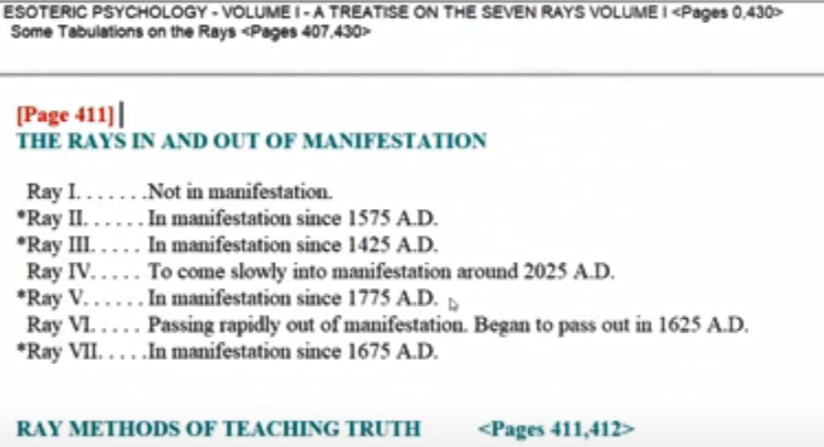 ESOTERIC PSYCHOLOGY - VOLUME I - A TREATISE ON THE SEVEN RAYS VOLUME I <Pages 0,430>
Some Tabulations on the Rays <Pages 407,430>
[Page 411]
THE RAYS IN AND OUT OF MANIFESTATION
Ray I. . . . . . .Not in manifestation.
*Ray II. . . . . . In manifestation since 1575 A.D.
*Ray III. . . . . In manifestation since 1425 A.D.
Ray IV. . . . . To come slowly into manifestation around 2025 A.D.
*Ray V. . . . . . In manifestation since 1775 A.D.
Ray VI. . . . . Passing rapidly out of manifestation. Began to pass out in 1625 A.D.
*Ray VII. . . . .In manifestation since 1675 A.D.
RAY METHODS OF TEACHING TRUTH <Pages 411,412>